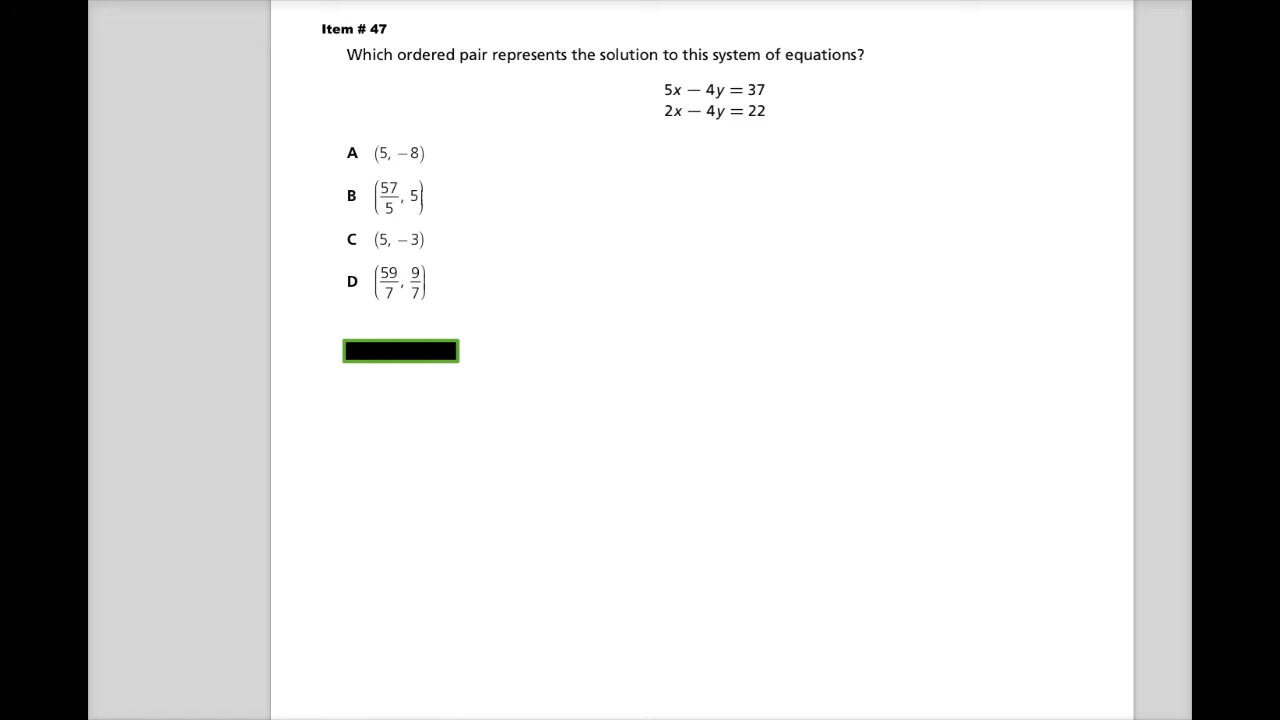 Item # 47
Which ordered pair represents the solution to this system of equations?
5x − 4y = 37
2x − 4y = 22
A (5, −8)
B (57/5, 5)
C (5, −3)
D (59/7, 9/7)